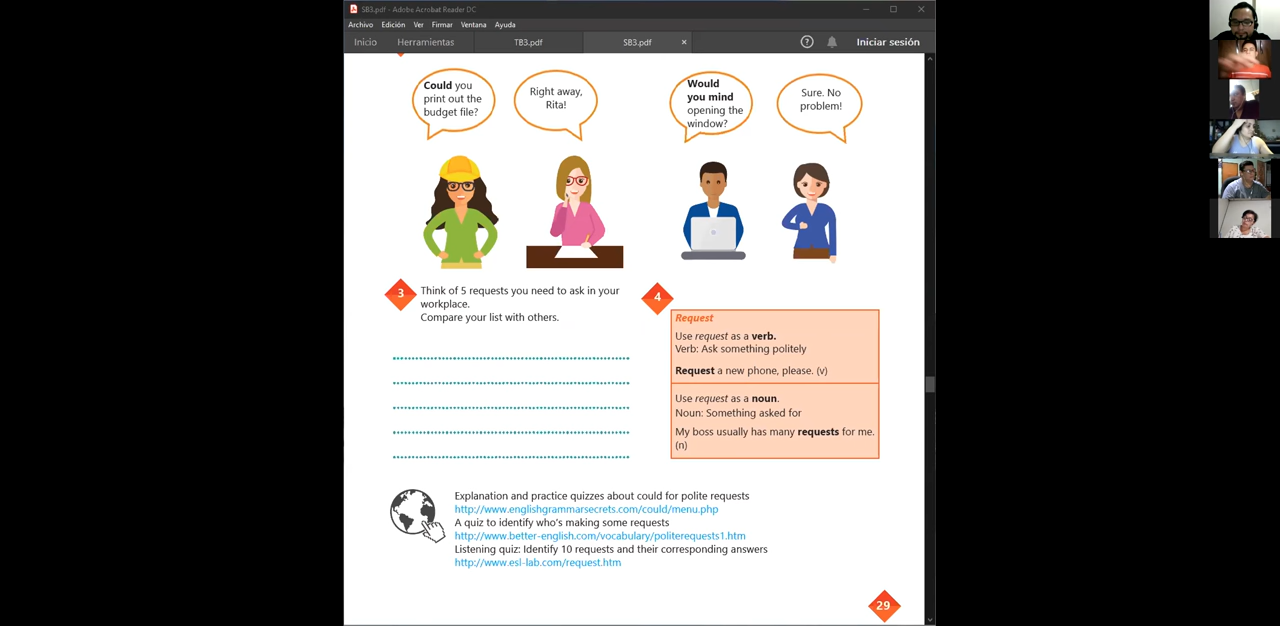 SB3.pdf - Adobe Acrobat Reader DC
Archivo Edición Ver Firmar Ventana Ayuda
Inicio Herramientas TB3.pdf SB3.pdf × ? Iniciar sesión
Could you
print out the
budget file?
Right away,
Rita!
Would
you mind
opening the
window?
Sure. No
problem!
3
Think of 5 requests you need to ask in your
workplace.
Compare your list with others.
4
Request
Use request as a verb.
Verb: Ask something politely
Request a new phone, please. (v)
Use request as a noun.
Noun: Something asked for
My boss usually has many requests for me.
(n)
Explanation and practice quizzes about could for polite requests
http://www.englishgrammarsecrets.com/could/menu.php
A quiz to identify who's making some requests
http://www.better-english.com/vocabulary/politerequests1.htm
Listening quiz: Identify 10 requests and their corresponding answers
http://www.esl-lab.com/request.htm
29